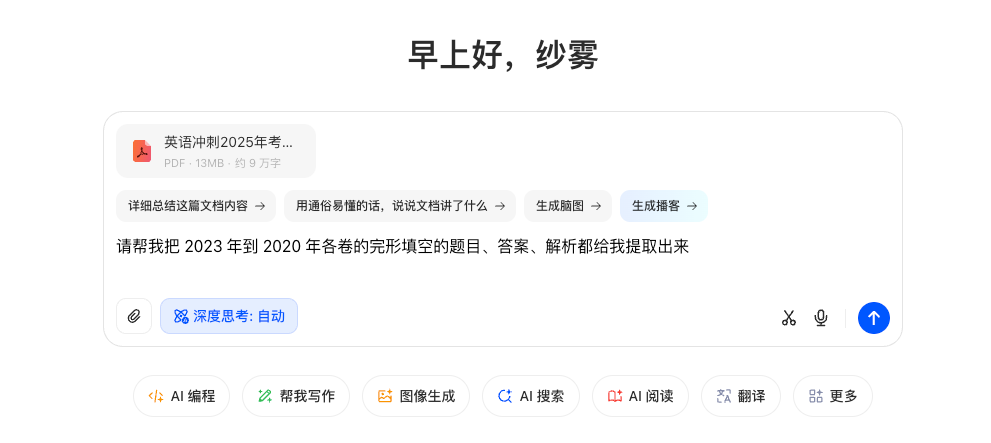 早上好，纱雾
英语冲刺2025年考...
PDF · 13MB · 约 9 万字
详细总结这篇文档内容 →
用通俗易懂的话，说说文档讲了什么 →
生成脑图 →
生成播客 →
请帮我把 2023 年到 2020 年各卷的完形填空的题目、答案、解析都给我提取出来
深度思考: 自动
AI 编程
帮我写作
图像生成
AI 搜索
AI 阅读
翻译
更多